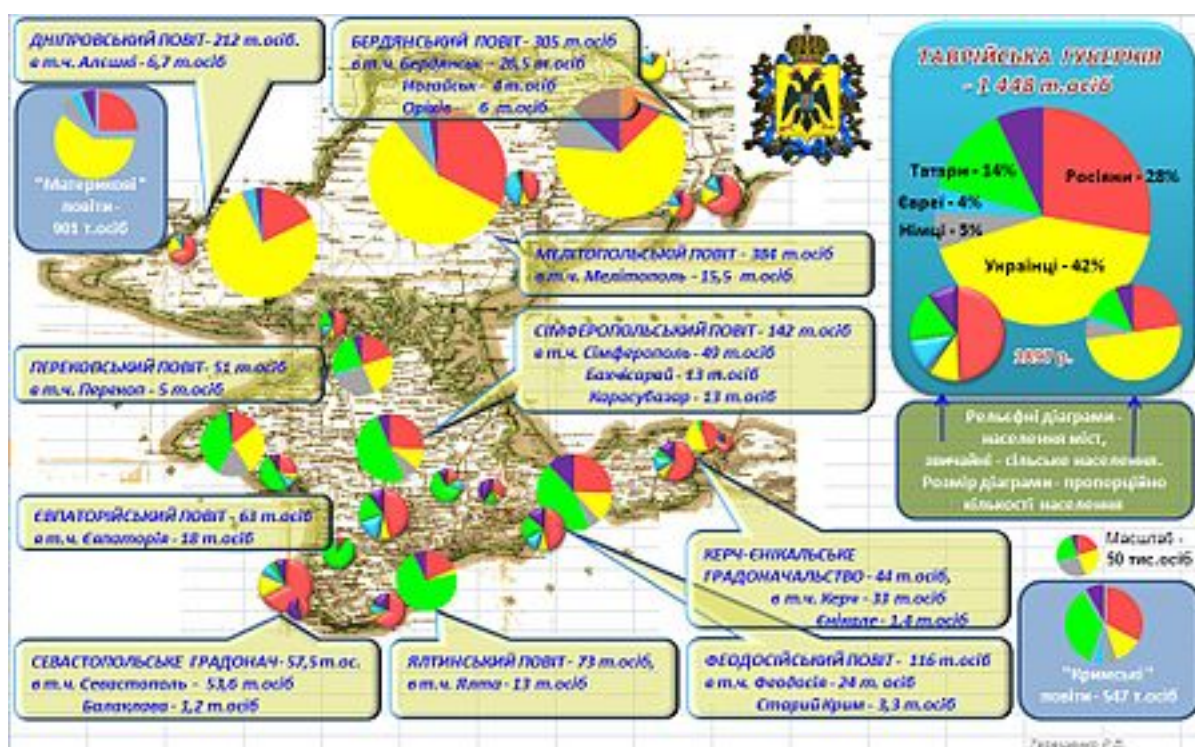 ДНІПРОВСЬКИЙ ПОВІТ - 212 т.осіб.
в т.ч. Алєшкі - 6,7 т.осіб
БЕРДЯНСЬКИЙ ПОВІТ - 305 т.осіб
в т.ч. Бердянськ - 26,5 т.осіб
Ногайськ - 4 т.осіб
Оріхів - 6 т.осіб
ТАВРІЙСЬКА ГУБЕРНІЯ
- 1 448 т.осіб
Татари - 14%
Росіяни - 28%
Євреї - 4%
Німці - 5%
Українці - 42%
1897 р.
"Материкові"
повіти -
901 т.осіб
МЕЛІТОПОЛЬСЬКИЙ ПОВІТ - 384 т.осіб
в т.ч. Мелітополь - 15,5 т.осіб
СІМФЕРОПОЛЬСЬКИЙ ПОВІТ - 142 т.осіб
в т.ч. Сімферополь - 49 т.осіб
Бахчісарай - 13 т.осіб
Карасубазар - 13 т.осіб
ПЕРЕКОПСЬКИЙ ПОВІТ - 51 т.осіб
в т.ч. Перекоп - 5 т.осіб
Рельєфні діаграми -
населення міст,
звичайні - сільське населення.
Розмір діаграми - пропорційно
кількості населення
ЄВПАТОРІЙСЬКИЙ ПОВІТ - 63 т.осіб
в т.ч. Євпаторія - 18 т.осіб
КЕРЧ-ЄНІКАЛЬСЬКЕ
ГРАДОНАЧАЛЬСТВО - 44 т.осіб,
в т.ч. Керч - 33 т.осіб
Єнікале - 1,4 т.осіб
Масштаб -
50 тис.осіб
СЕВАСТОПОЛЬСЬКЕ ГРАДОНАЧ - 57,5 т.ос.
в т.ч. Севастополь - 53,6 т.осіб
Балаклава - 1,2 т.осіб
ЯЛТИНСЬКИЙ ПОВІТ - 73 т.осіб,
в т.ч. Ялта - 13 т.осіб
ФЕОДОСІЙСЬКИЙ ПОВІТ - 116 т.осіб
в т.ч. Феодосія - 24 т. осіб
Старий Крим - 3,3 т.осіб
"Кримські"
повіти - 547 т.осіб